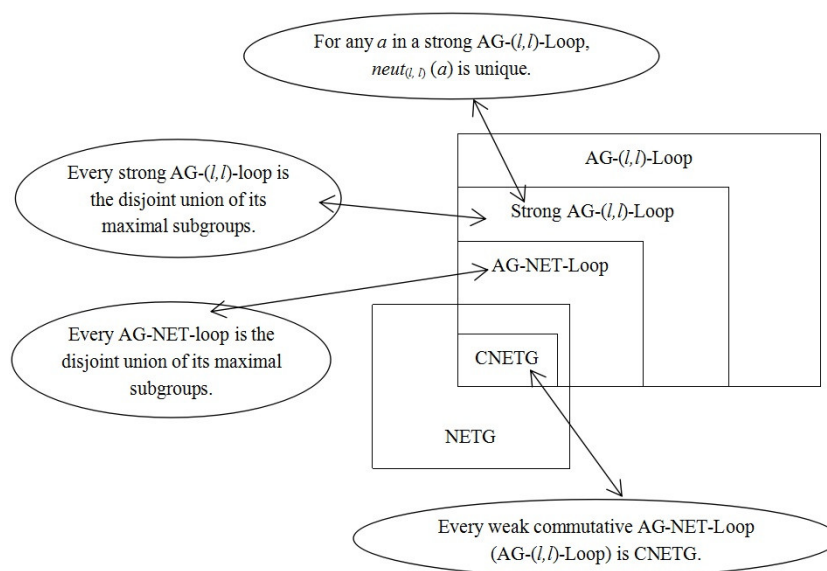 For any a in a strong AG-(l,l)-Loop,
neut(l, l) (a) is unique.
AG-(l,l)-Loop
Every strong AG-(l,l)-loop is
the disjoint union of its
maximal subgroups.
Strong AG-(l,l)-Loop
AG-NET-Loop
Every AG-NET-loop is the
disjoint union of its maximal
subgroups.
CNETG
NETG
Every weak commutative AG-NET-Loop
(AG-(l,l)-Loop) is CNETG.